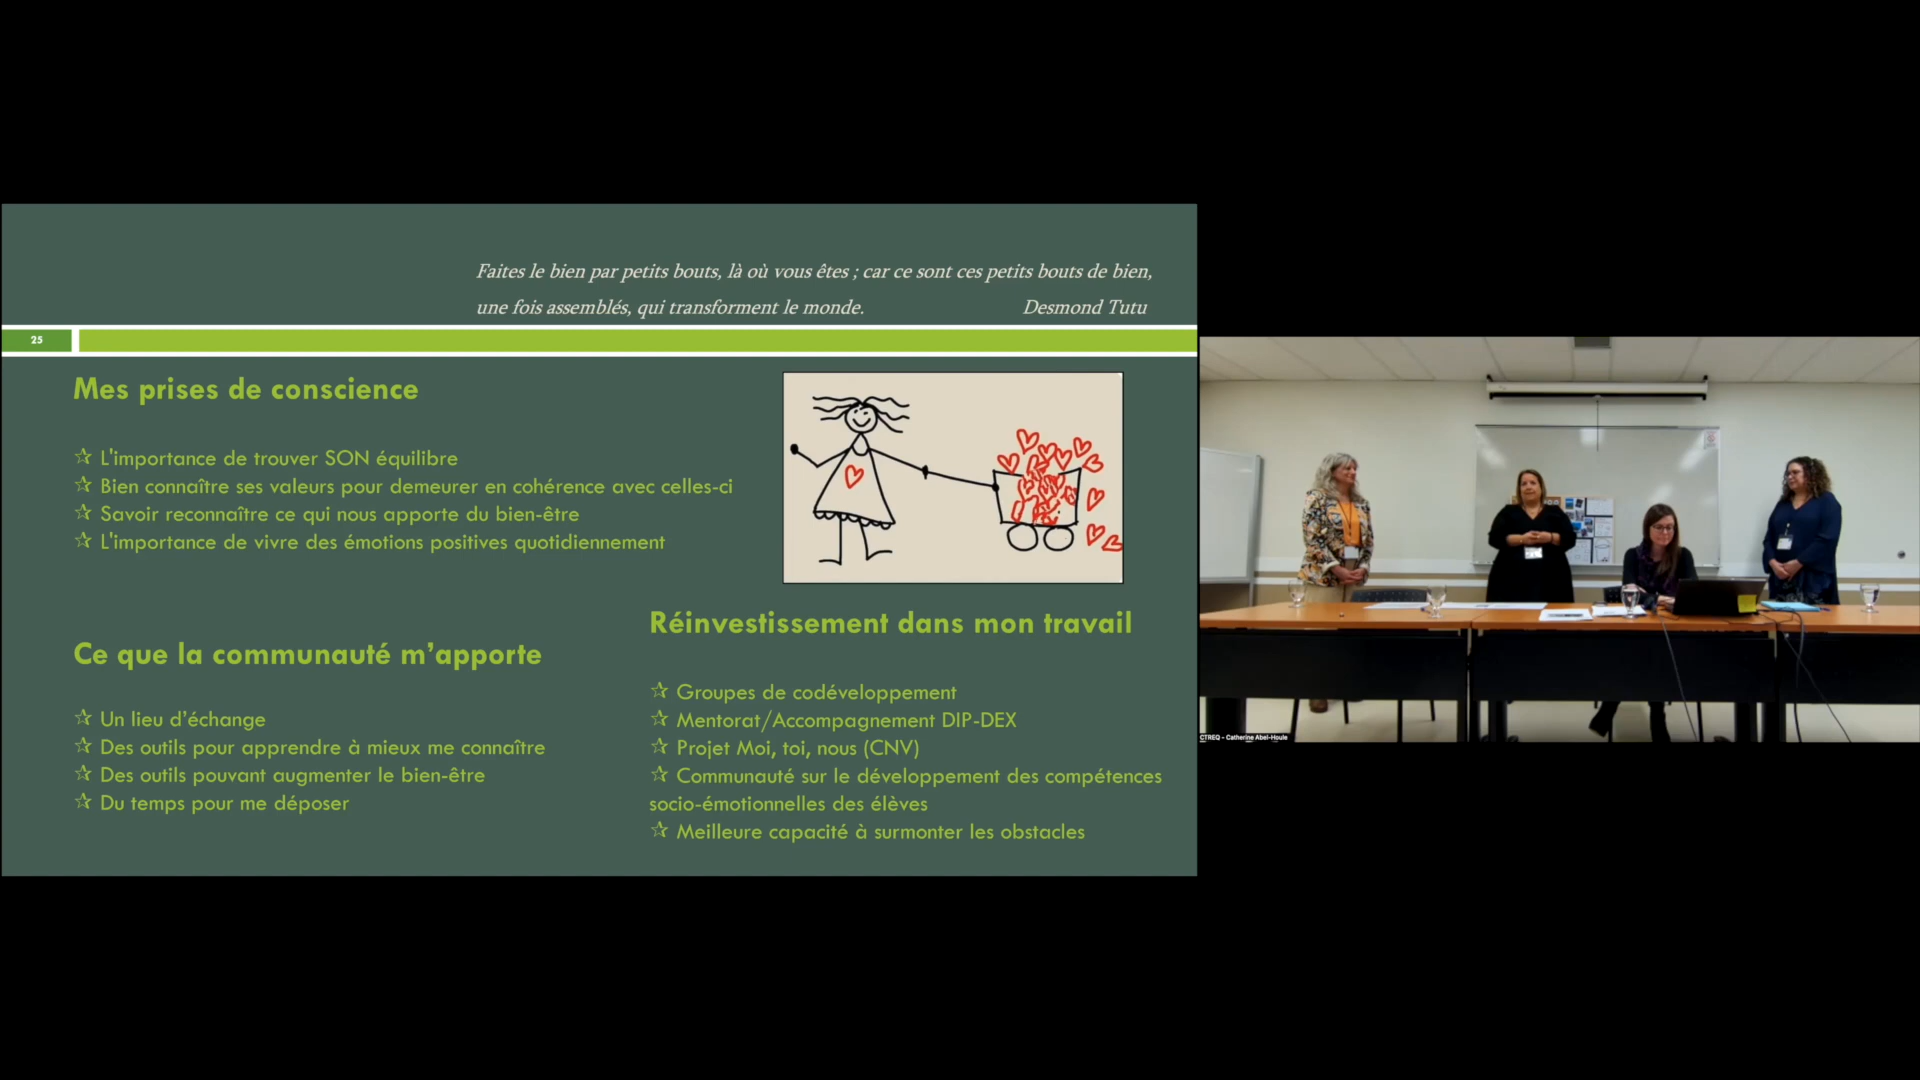 Faites le bien par petits bouts, là où vous êtes ; car ce sont ces petits bouts de bien,
une fois assemblés, qui transforment le monde. Desmond Tutu
25
Mes prises de conscience
☆ L'importance de trouver SON équilibre
☆ Bien connaître ses valeurs pour demeurer en cohérence avec celles-ci
☆ Savoir reconnaître ce qui nous apporte du bien-être
☆ L'importance de vivre des émotions positives quotidiennement
Ce que la communauté m’apporte
☆ Un lieu d’échange
☆ Des outils pour apprendre à mieux me connaître
☆ Des outils pouvant augmenter le bien-être
☆ Du temps pour me déposer
Réinvestissement dans mon travail
☆ Groupes de codéveloppement
☆ Mentorat/Accompagnement DIP-DEX
☆ Projet Moi, toi, nous (CNV)
☆ Communauté sur le développement des compétences
socio-émotionnelles des élèves
☆ Meilleure capacité à surmonter les obstacles
CTREQ - Catherine Abel-Houle